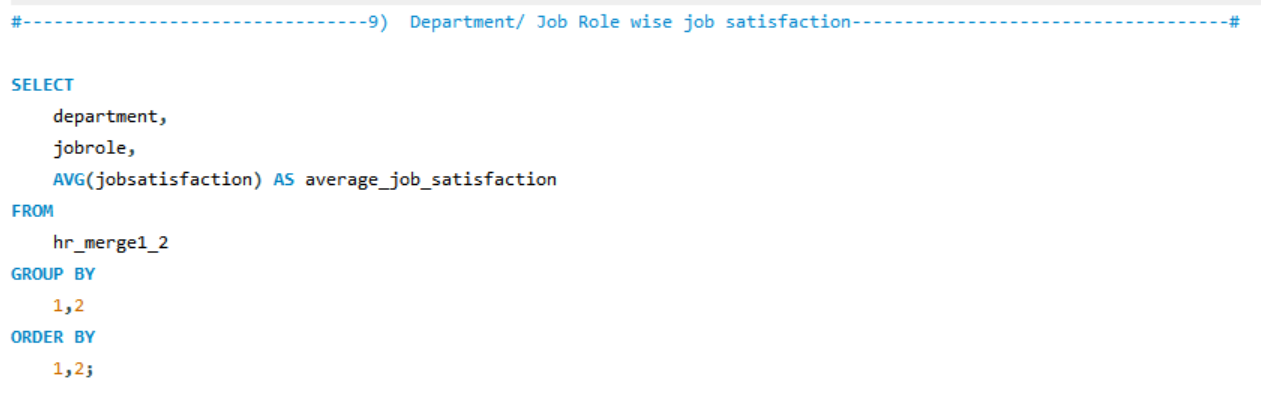 #---------------------------------9)  Department/ Job Role wise job satisfaction-----------------------------------#
SELECT
    department,
    jobrole,
    AVG(jobsatisfaction) AS average_job_satisfaction
FROM
    hr_merge1_2
GROUP BY
    1,2
ORDER BY
    1,2;